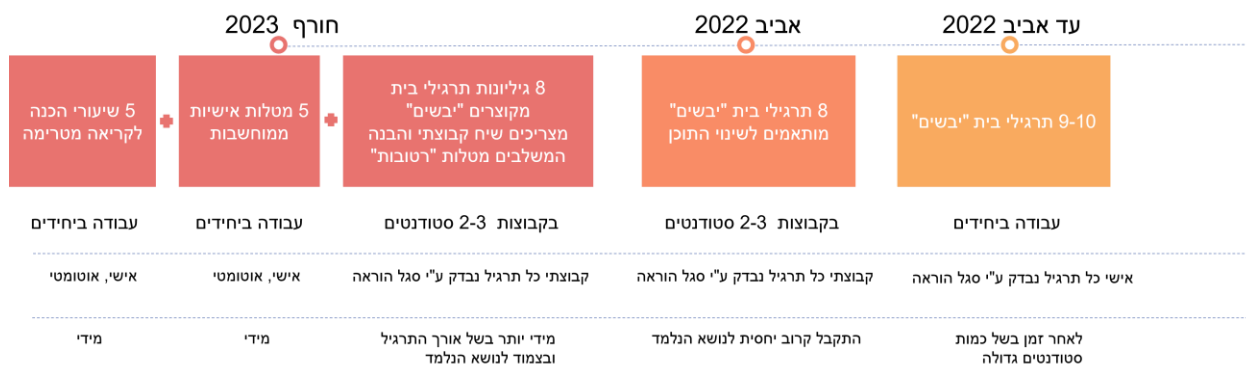 עד אביב 2022
אביב 2022
חורף 2023
9-10 תרגילי בית "יבשים"
8 תרגילי בית "יבשים"
מותאמים לשינוי התוכן
8 גיליונות תרגילי בית
מקוצרים "יבשים"
מצריכים שיח קבוצתי והבנה
המשלבים מטלות "רטובות"
5 מטלות אישיות
ממוחשבות
5 שיעורי הכנה
לקריאה מטרימה
עבודה ביחידים
בקבוצות 2-3 סטודנטים
בקבוצות 2-3 סטודנטים
עבודה ביחידים
עבודה ביחידים
אישי כל תרגיל נבדק ע"י סגל הוראה
קבוצתי כל תרגיל נבדק ע"י סגל הוראה
קבוצתי כל תרגיל נבדק ע"י סגל הוראה
אישי, אוטומטי
אישי, אוטומטי
לאחר זמן בשל כמות
סטודנטים גדולה
התקבל קרוב יחסית לנושא הנלמד
מידי יותר בשל אורך התרגיל
ובצמוד לנושא הנלמד
מידי
מידי